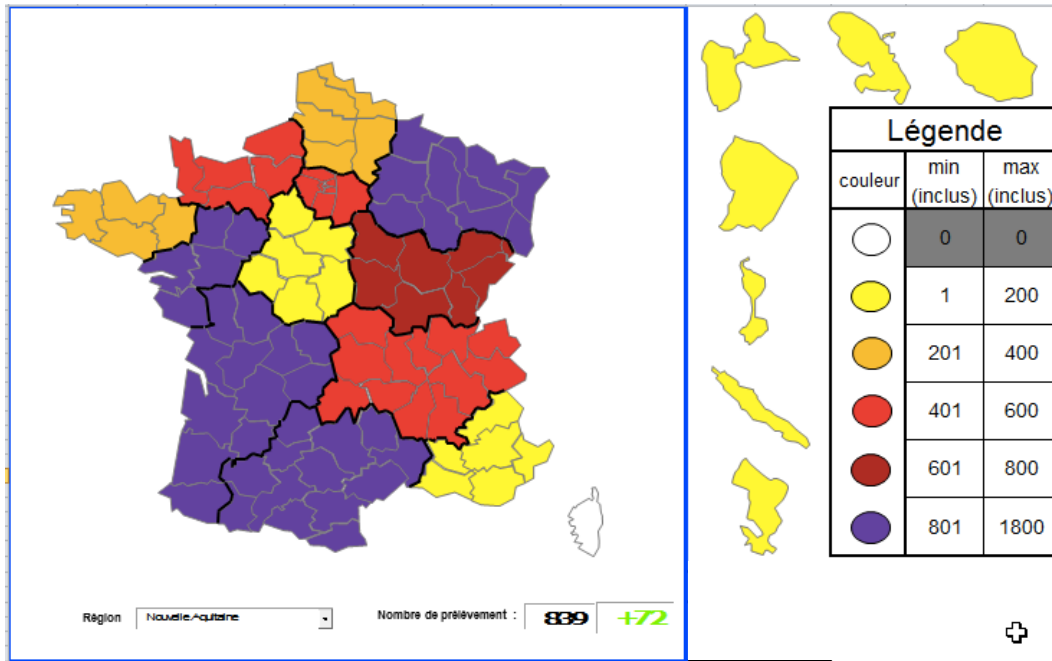 Légende
couleur min (inclus) max (inclus)
0 0
1 200
201 400
401 600
601 800
801 1800
Région Nouvelle Aquitaine Nombre de prélèvement : 839 +72